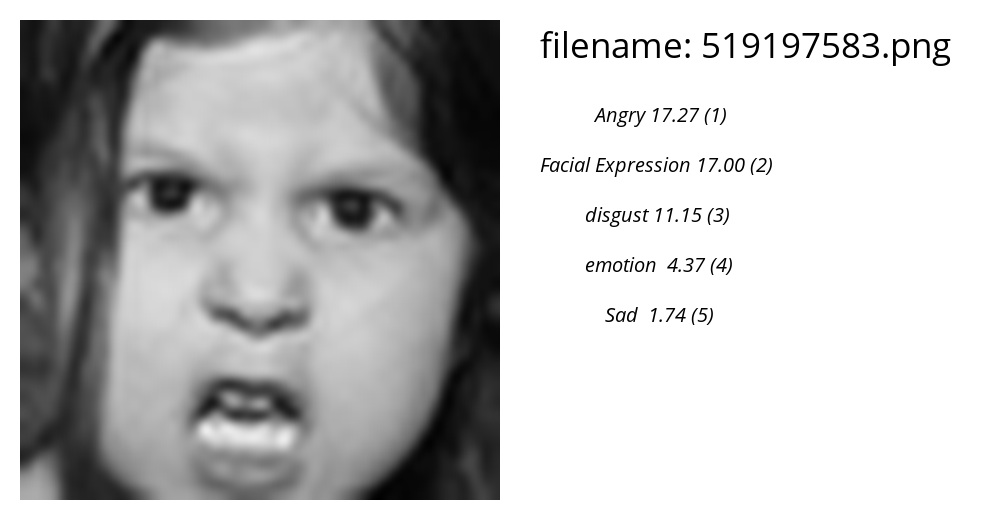 filename: 519197583.png
Angry 17.27 (1)
Facial Expression 17.00 (2)
disgust 11.15 (3)
emotion 4.37 (4)
Sad 1.74 (5)